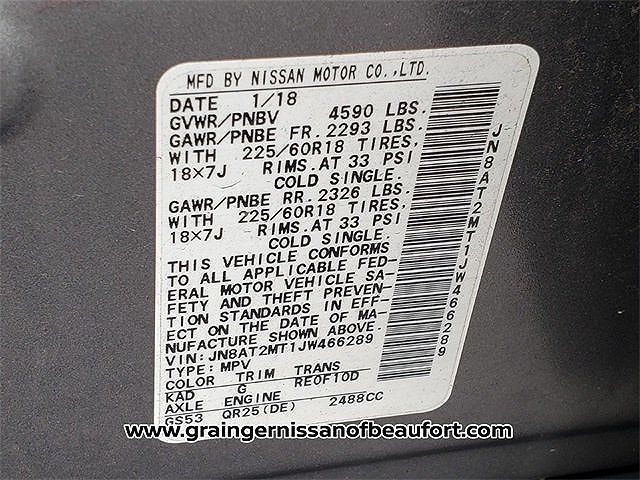 MFD BY NISSAN MOTOR CO.,LTD.
DATE 1/18
GVWR/PNBV 4590 LBS.
GAWR/PNBE FR. 2293 LBS.
WITH 225/60R18 TIRES,
18×7J RIMS.AT 33 PSI
COLD SINGLE.
GAWR/PNBE RR. 2326 LBS.
WITH 225/60R18 TIRES,
18×7J RIMS.AT 33 PSI
COLD SINGLE.
THIS VEHICLE CONFORMS
TO ALL APPLICABLE FED-
ERAL MOTOR VEHICLE SA-
FETY AND THEFT PREVEN-
TION STANDARDS IN EFF-
ECT ON THE DATE OF MA-
NUFACTURE SHOWN ABOVE.
VIN: JN8AT2MT1JW466289
TYPE: MPV
COLOR TRIM TRANS
KAD G RE0F10D
AXLE ENGINE
GS53 QR25(DE) 2488CC
JN8AT2MT1JW466289
www.graingernissanofbeaufort.com